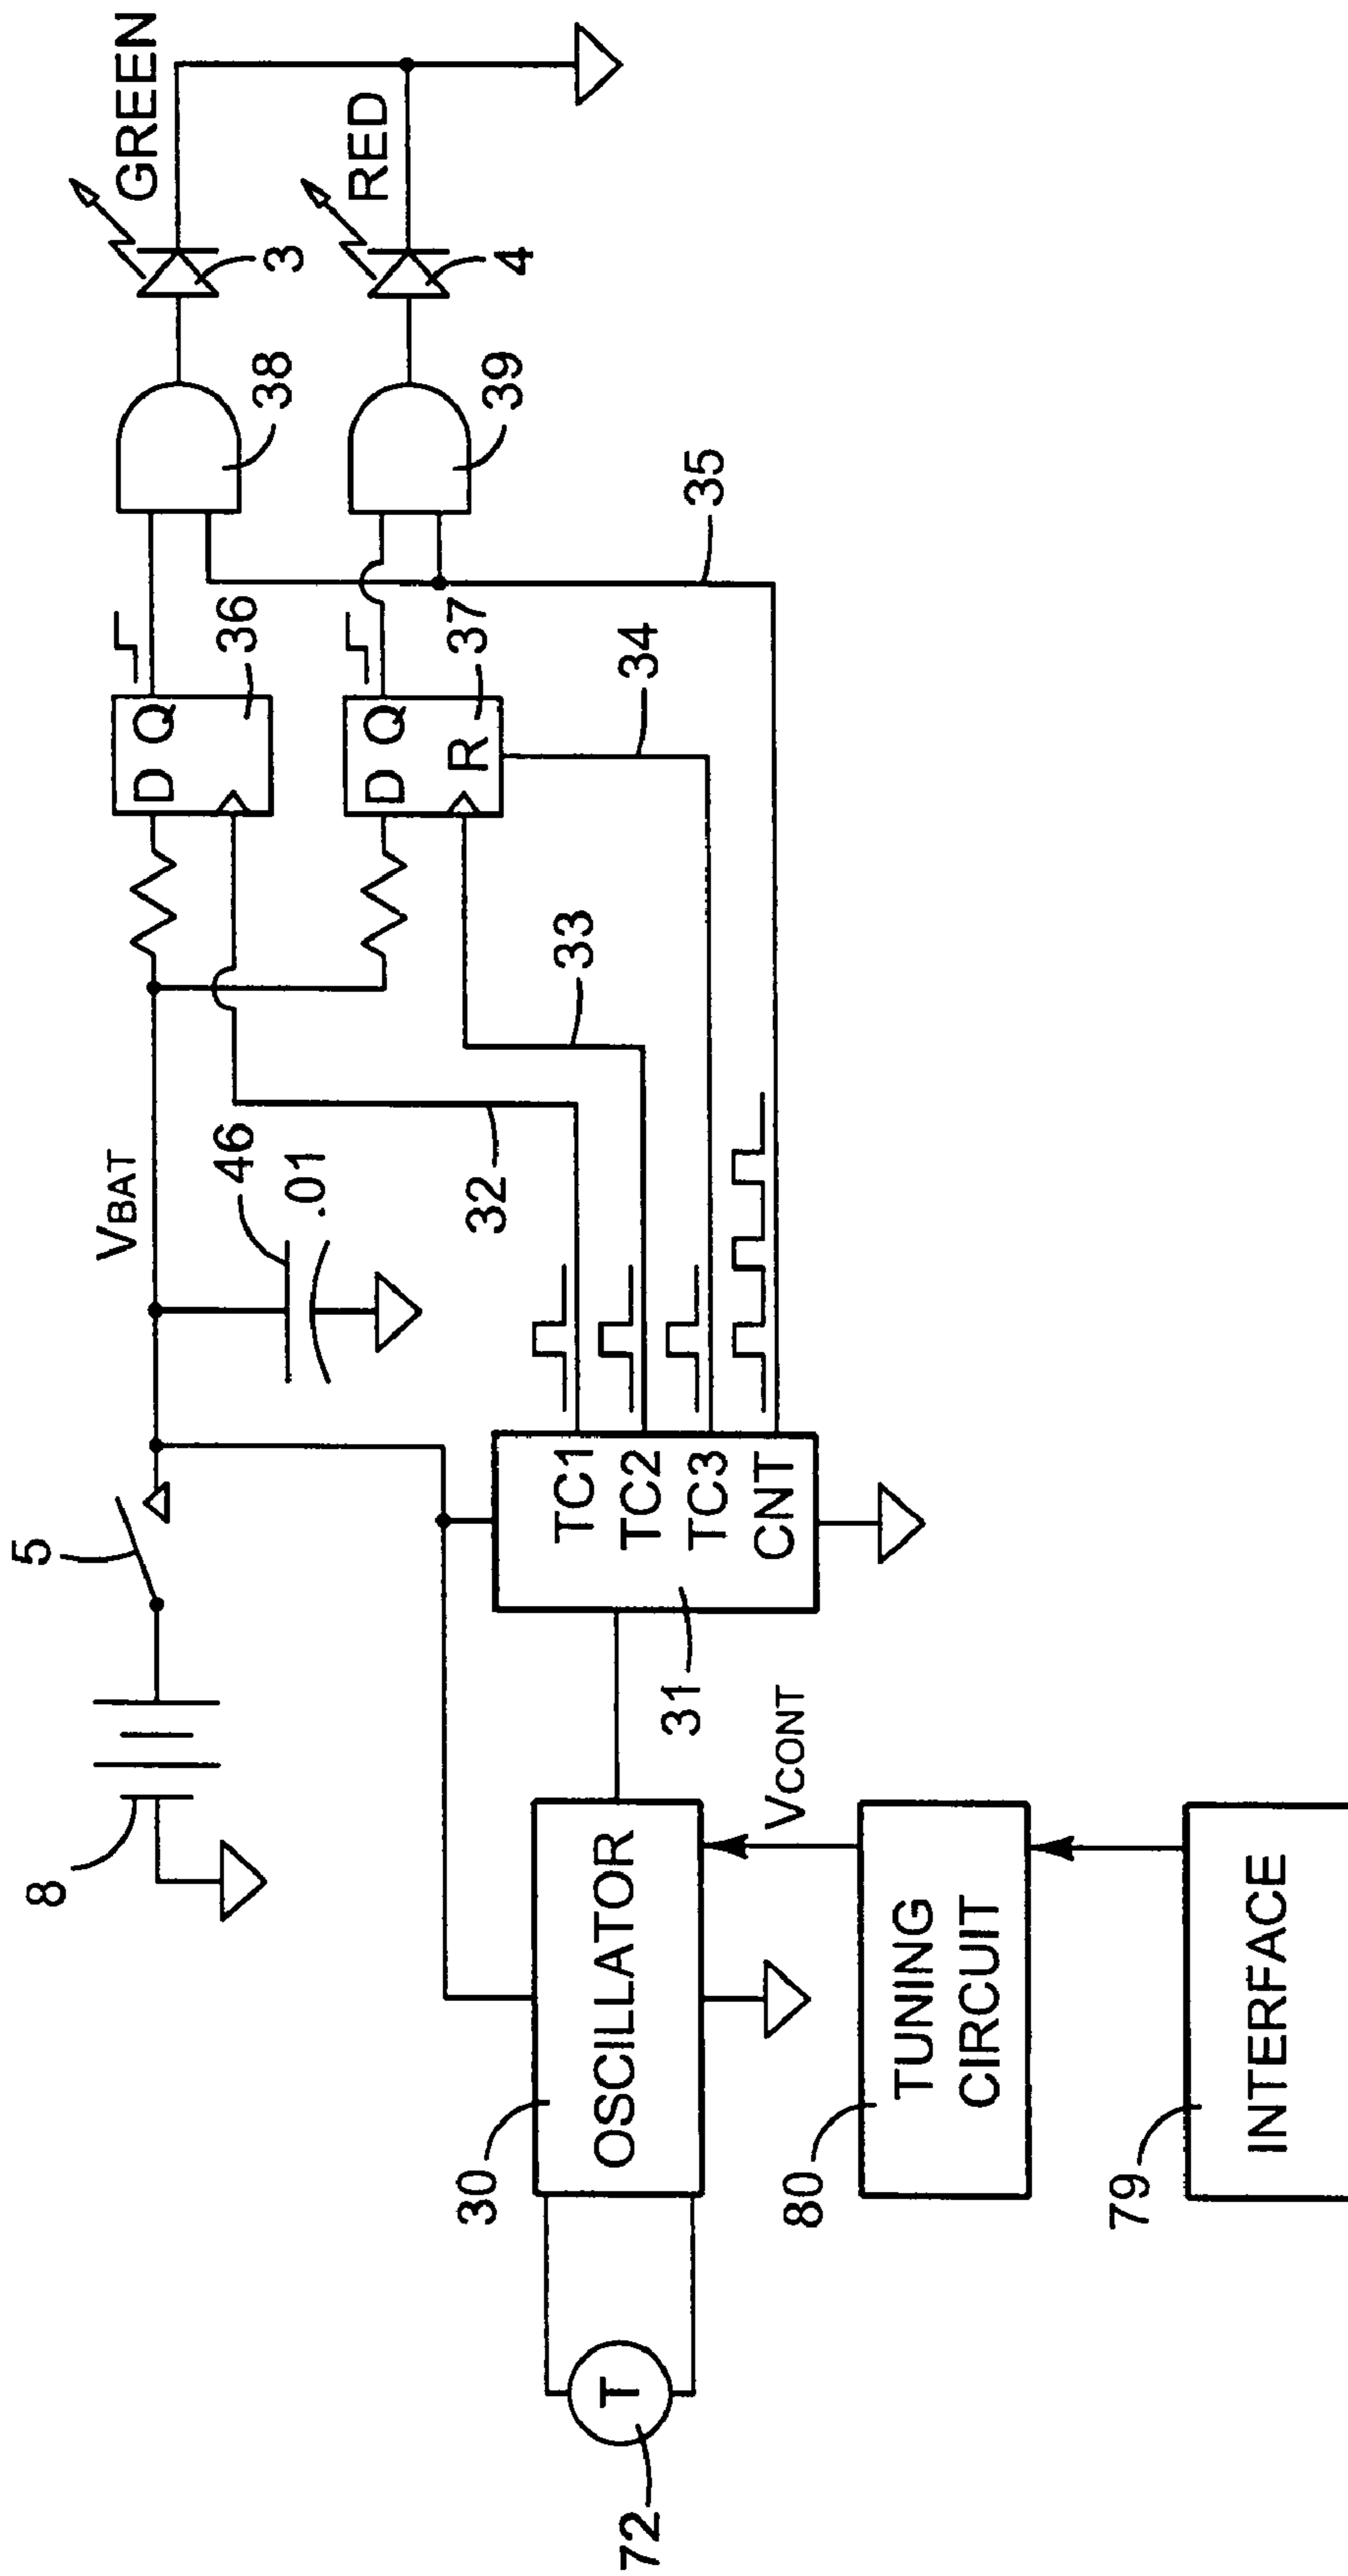 8
5
VBAT
46
.01
GREEN
3
38
D Q
36
RED
4
39
D Q
R
37
35
34
33
32
TC1
TC2
TC3
CNT
31
OSCILLATOR
30
T
72
VCONT
TUNING
CIRCUIT
80
INTERFACE
79